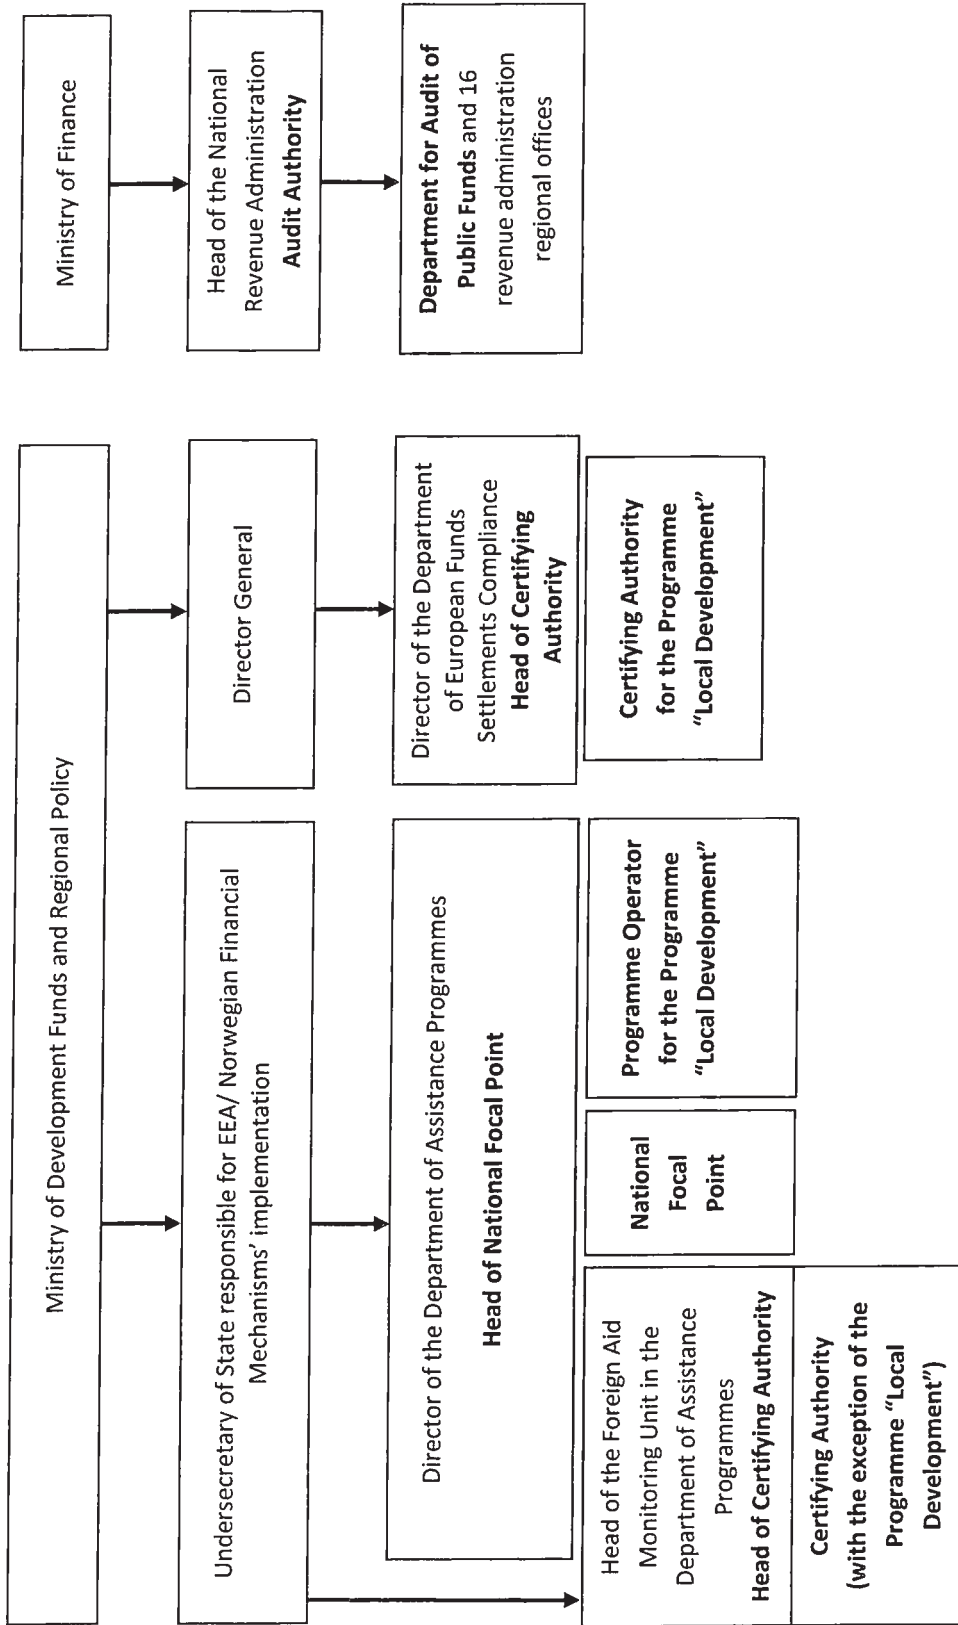 Ministry of Development Funds and Regional Policy
Undersecretary of State responsible for EEA/ Norwegian Financial
Mechanisms' implementation
Director of the Department of Assistance Programmes
Head of National Focal Point
Head of the Foreign Aid
Monitoring Unit in the
Department of Assistance
Programmes
Head of Certifying Authority
Certifying Authority
(with the exception of the
Programme "Local
Development")
National
Focal
Point
Programme Operator
for the Programme
"Local Development"
Director General
Director of the Department
of European Funds
Settlements Compliance
Head of Certifying
Authority
Certifying Authority
for the Programme
"Local Development"
Ministry of Finance
Head of the National
Revenue Administration
Audit Authority
Department for Audit of
Public Funds and 16
revenue administration
regional offices